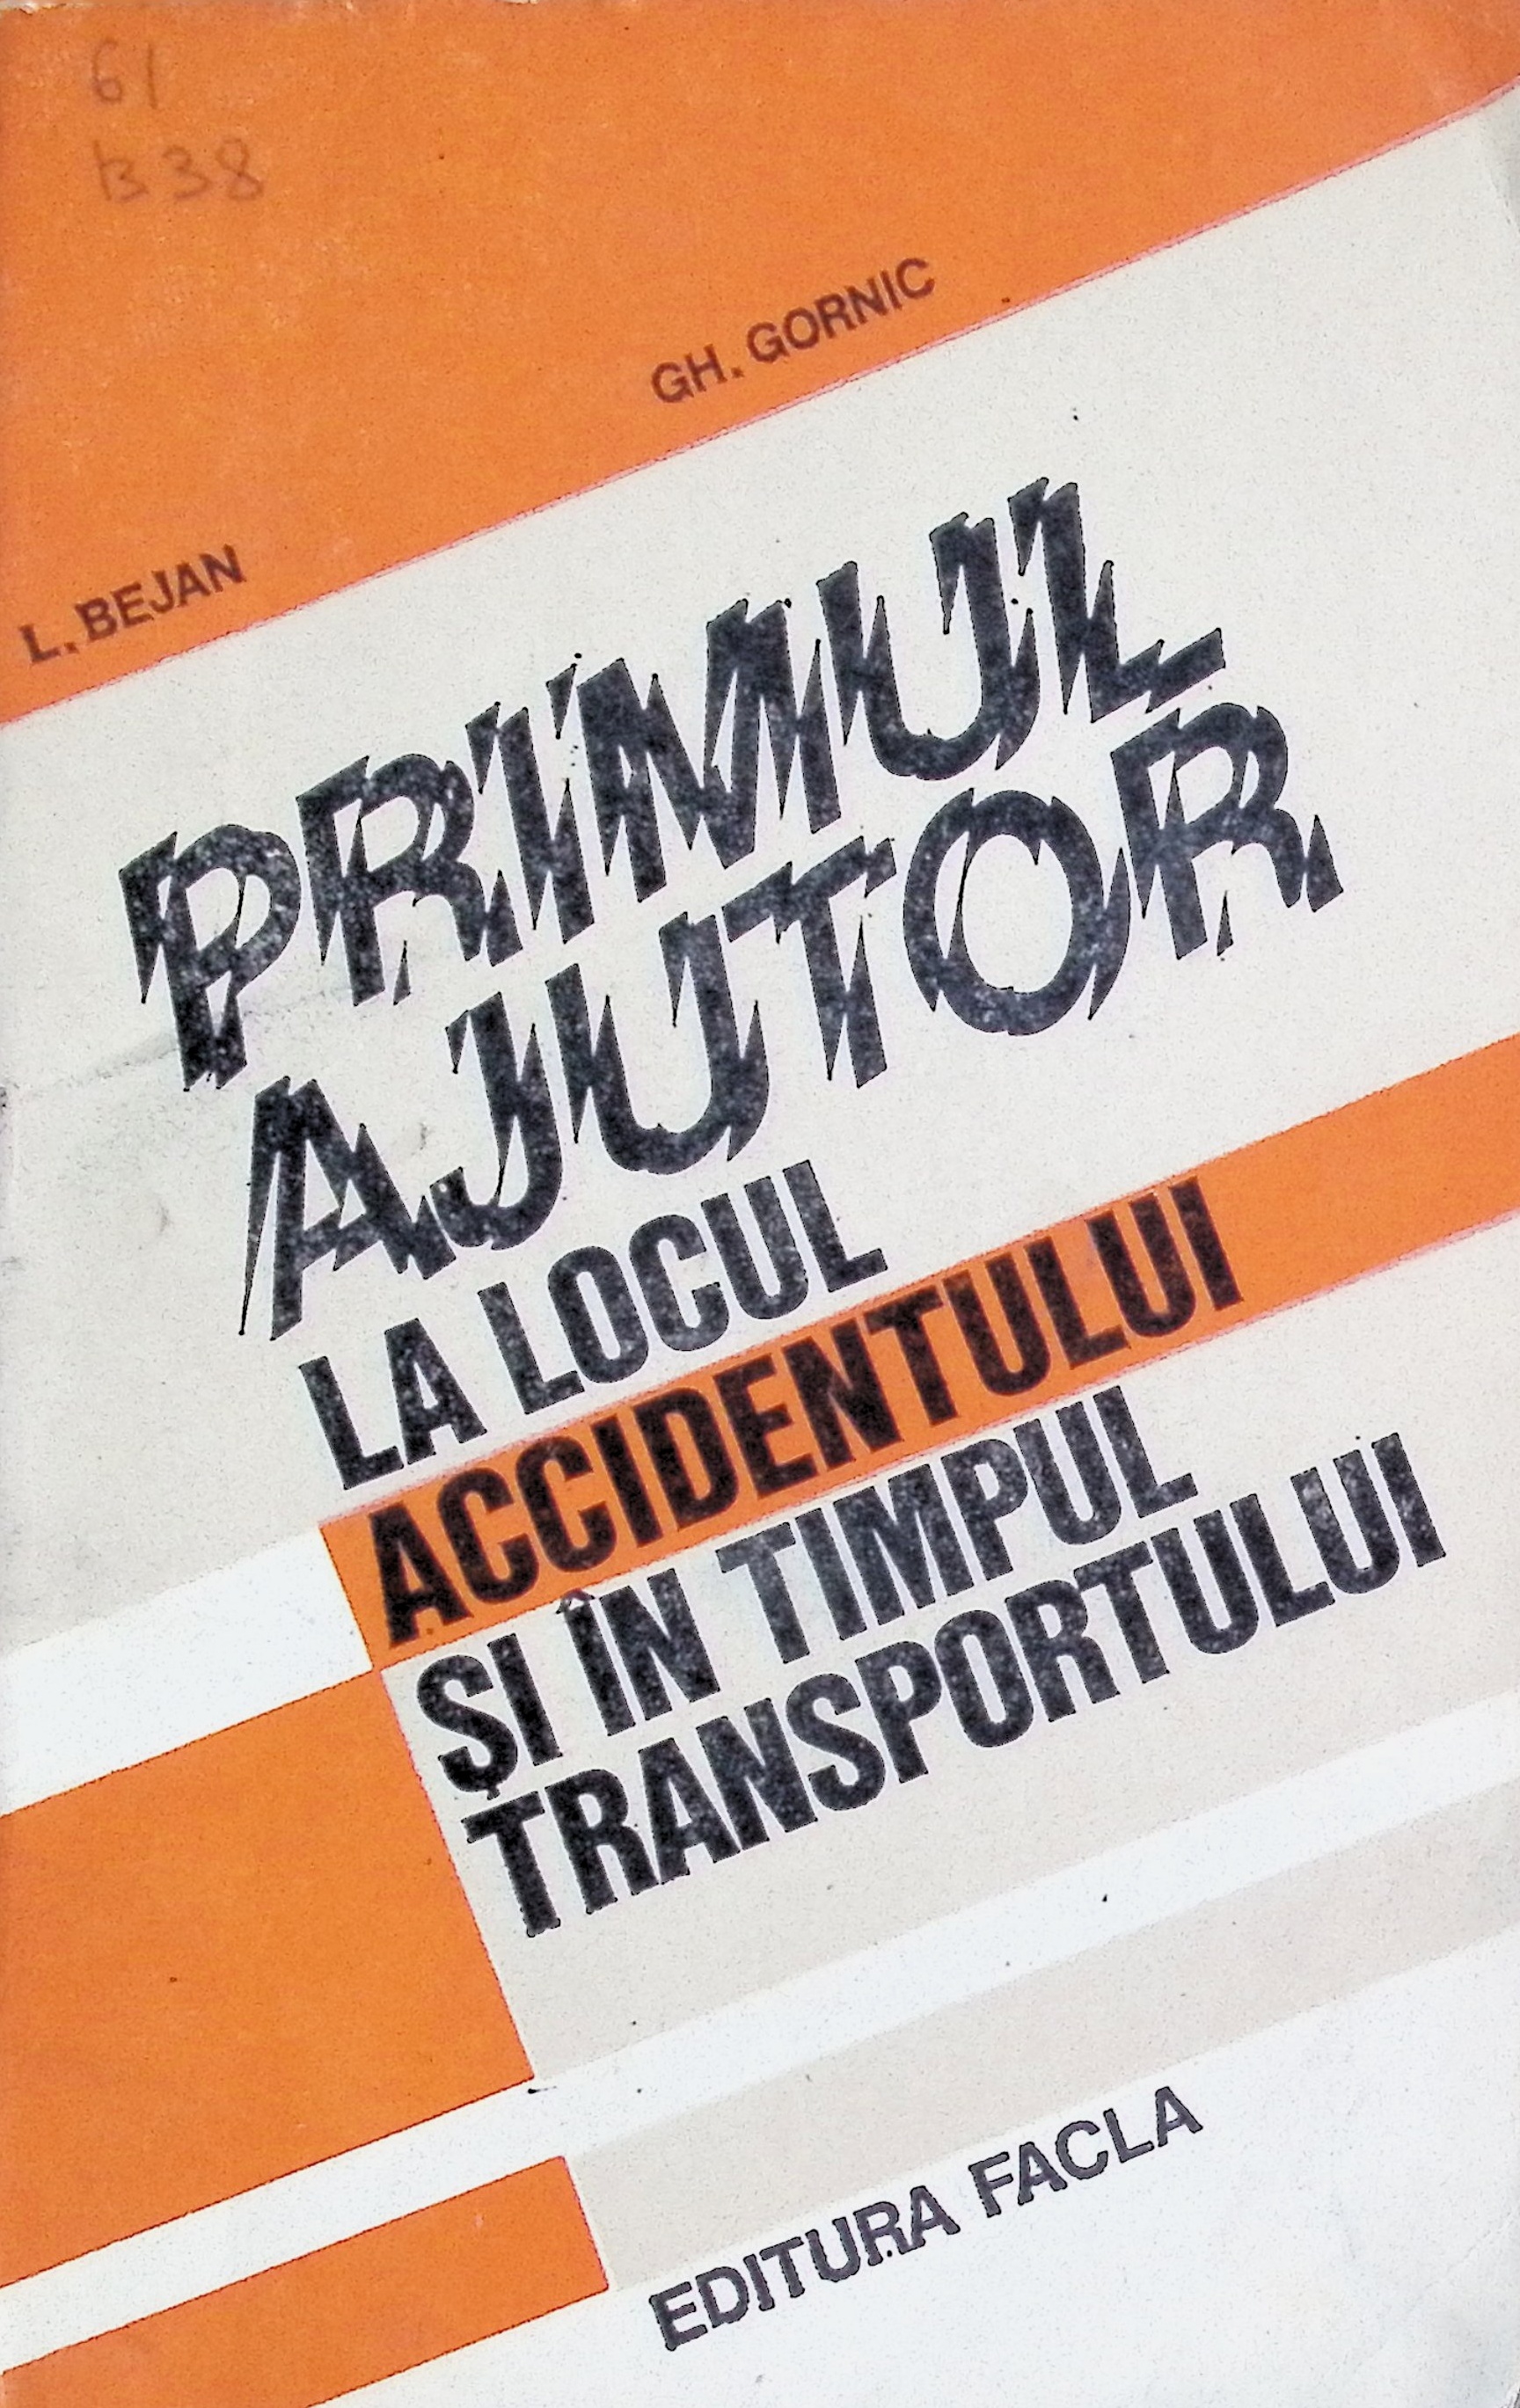 61
B38
L. BEJAN
GH. GORNIC
PRIMUL
AJUTOR
LA LOCUL
ACCIDENTULUI
ȘI ÎN TIMPUL
TRANSPORTULUI
EDITURA FACLA